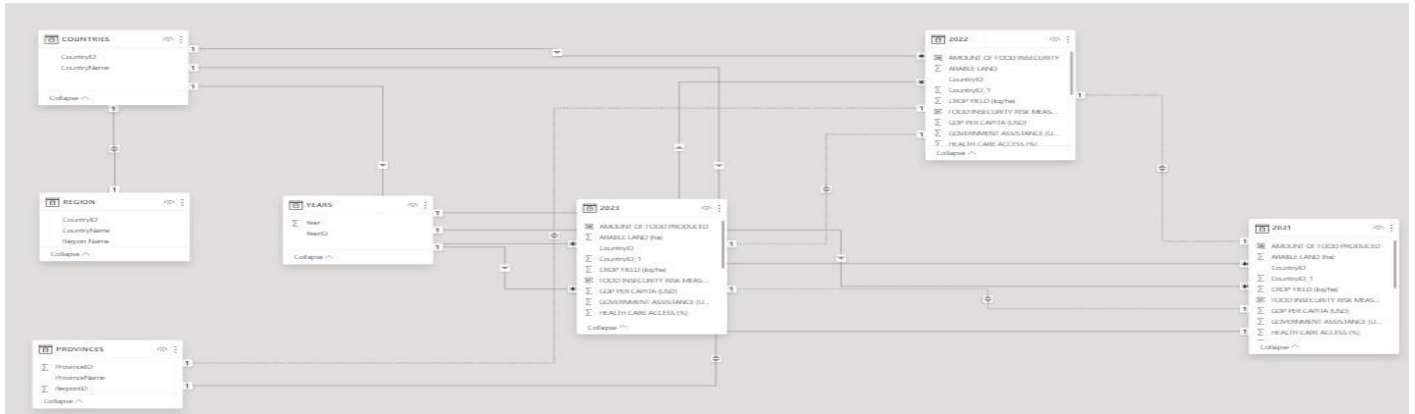 COUNTRIES
CountryID
CountryName
Collapse
REGION
CountryID
CountryName
Region Name
Collapse
PROVINCES
ProvinceID
ProvinceName
RegionID
Collapse
YEARS
Year
YearID
Collapse
2023
AMOUNT OF FOOD PRODUCED
ARABLE LAND (ha)
CountryID
CountryID_1
CROP YIELD (kg/ha)
FOOD INSECURITY RISK MEAS...
GDP PER CAPITA (USD)
GOVERNMENT ASSISTANCE (U...
HEALTH CARE ACCESS (%)
Collapse
2022
AMOUNT OF FOOD INSECURITY
ARABLE LAND
CountryID
CountryID_1
CROP YIELD (kg/ha)
FOOD INSECURITY RISK MEAS...
GDP PER CAPITA (USD)
GOVERNMENT ASSISTANCE (U...
HEALTH CARE ACCESS (%)
Collapse
2021
AMOUNT OF FOOD PRODUCED
ARABLE LAND (ha)
CountryID
CountryID_1
CROP YIELD (kg/ha)
FOOD INSECURITY RISK MEAS...
GDP PER CAPITA (USD)
GOVERNMENT ASSISTANCE (U...
HEALTH CARE ACCESS (%)
Collapse